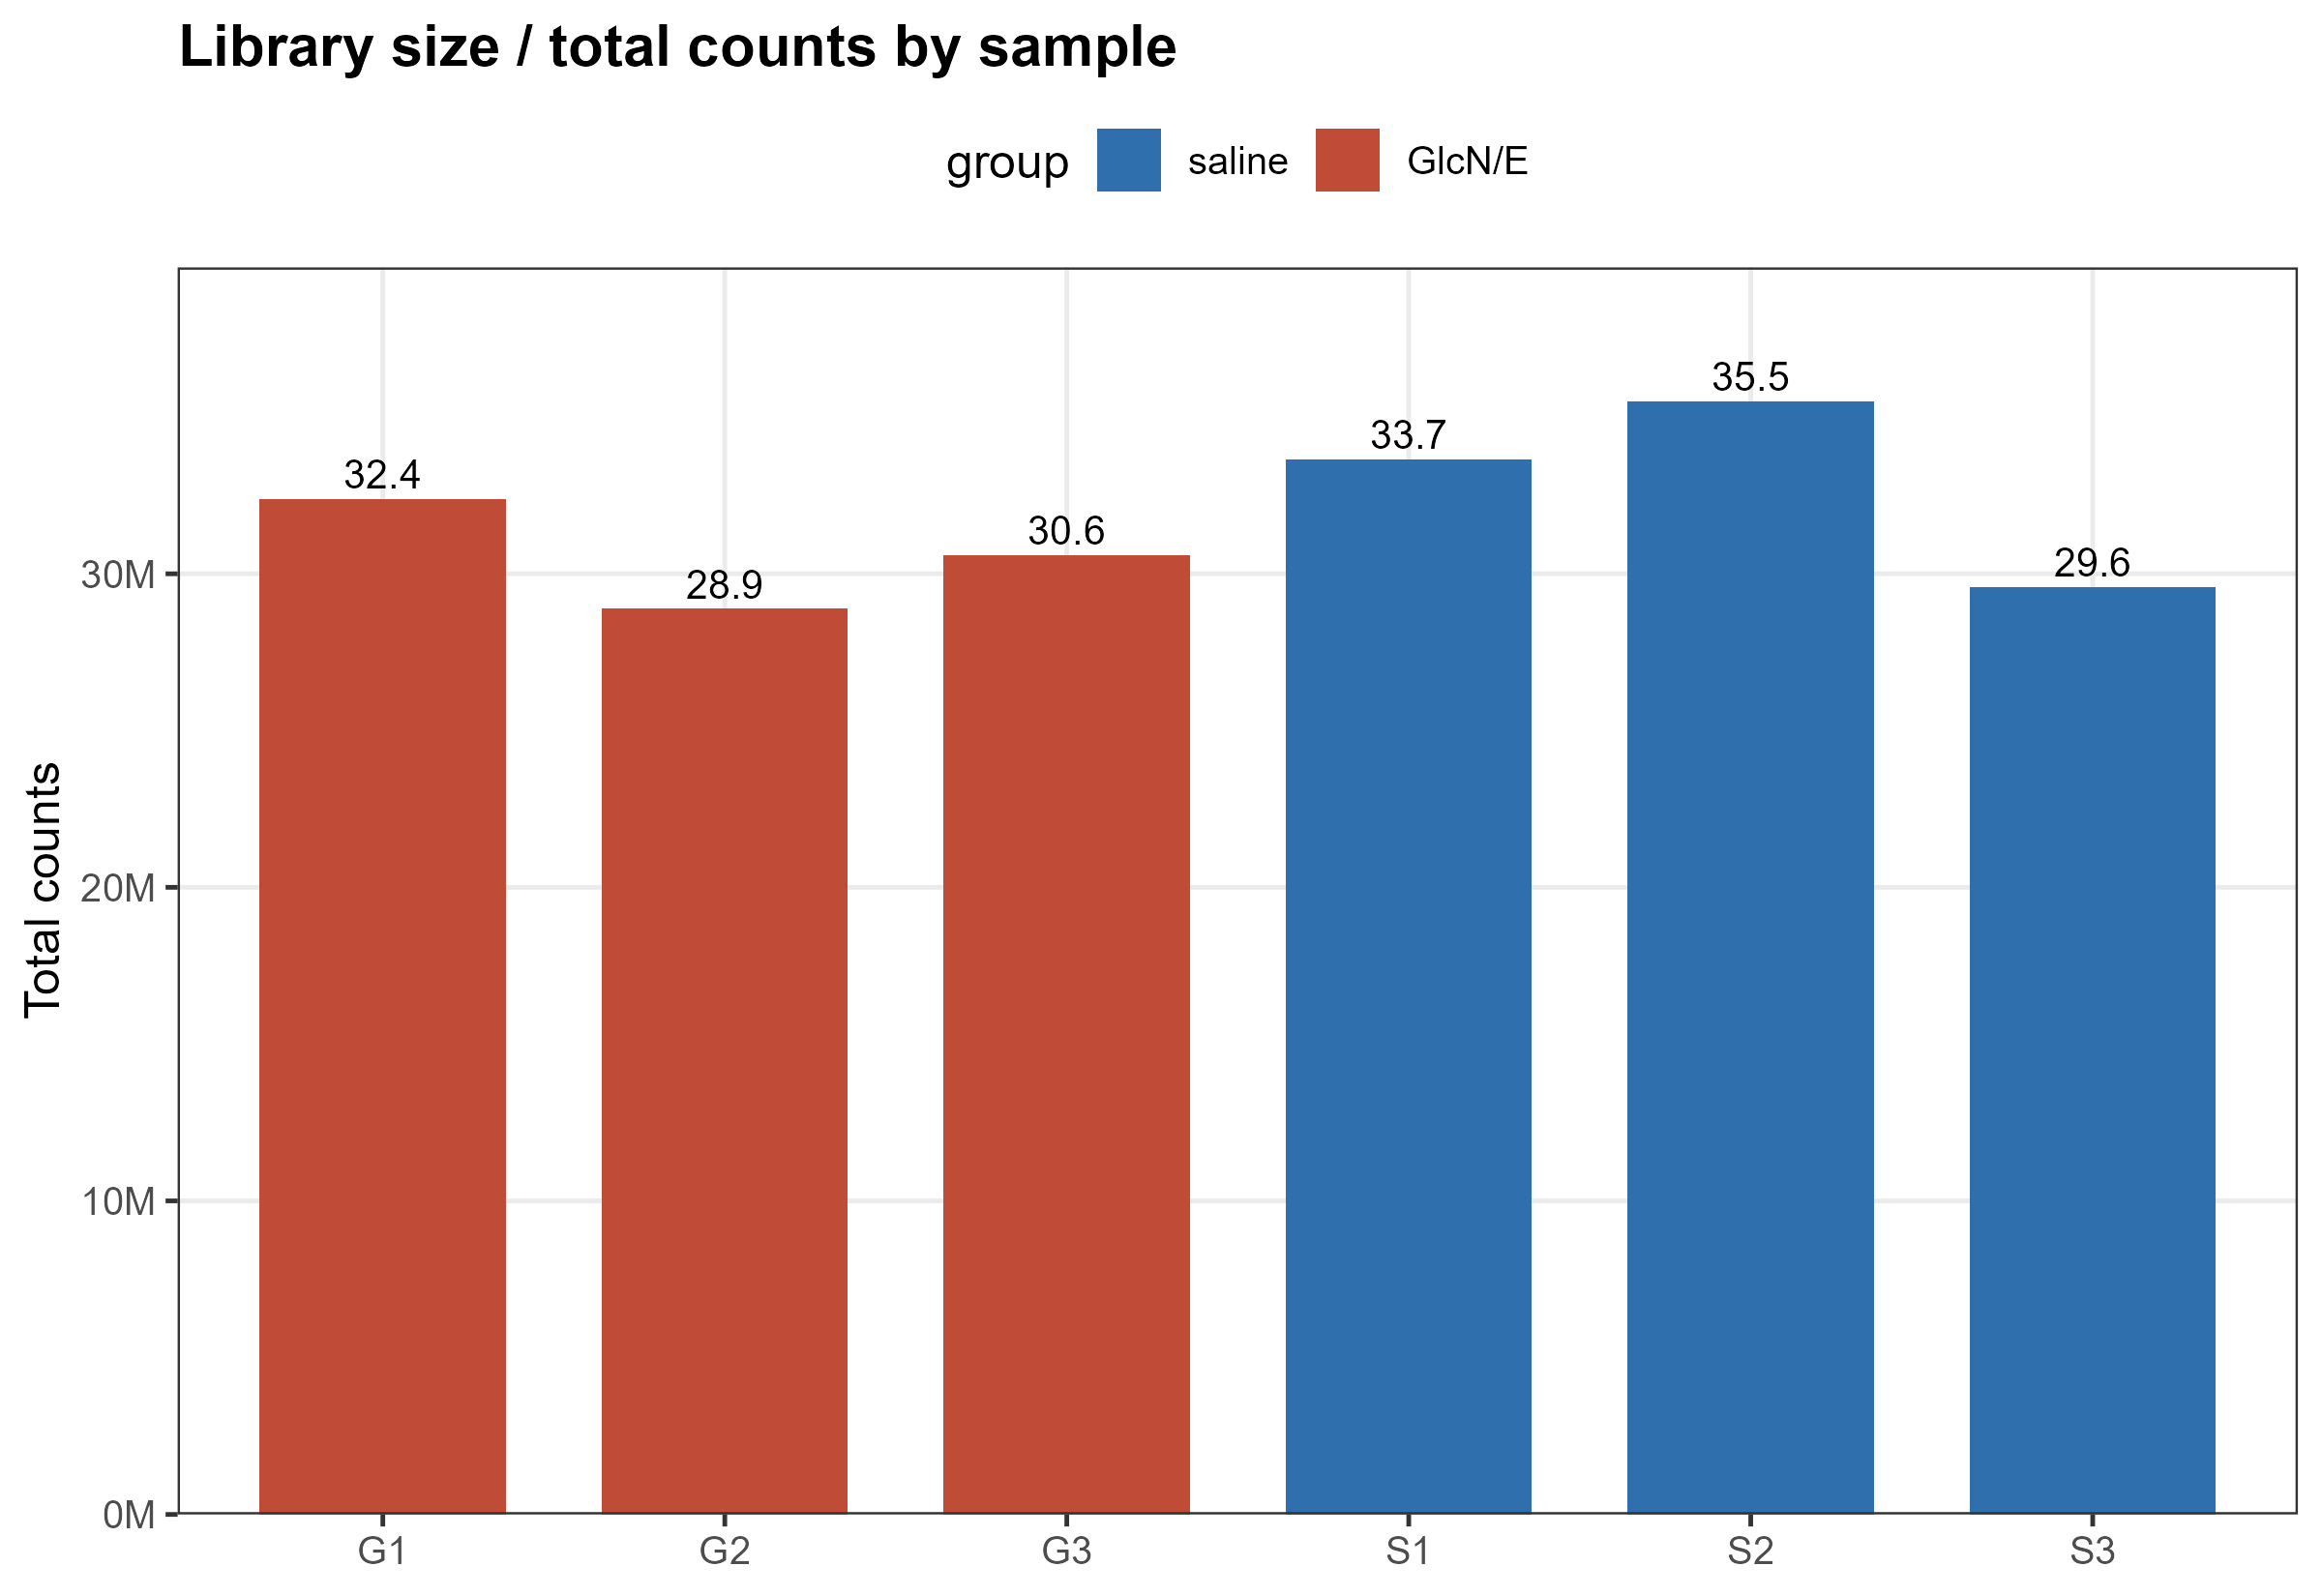 Library size / total counts by sample
group saline GlcN/E
35.5
33.7
32.4
30.6
29.6
28.9
30M
20M
10M
0M
Total counts
G1 G2 G3 S1 S2 S3